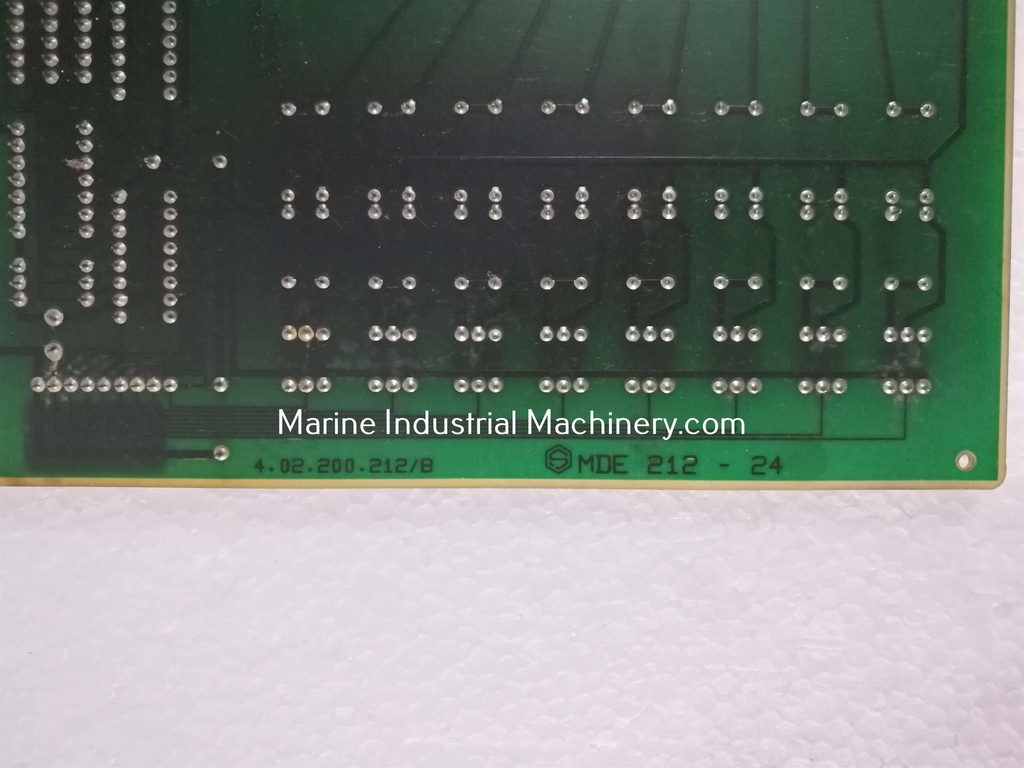 Marine Industrial Machinery.com
4.02.200.212/B
MDE 212 - 24